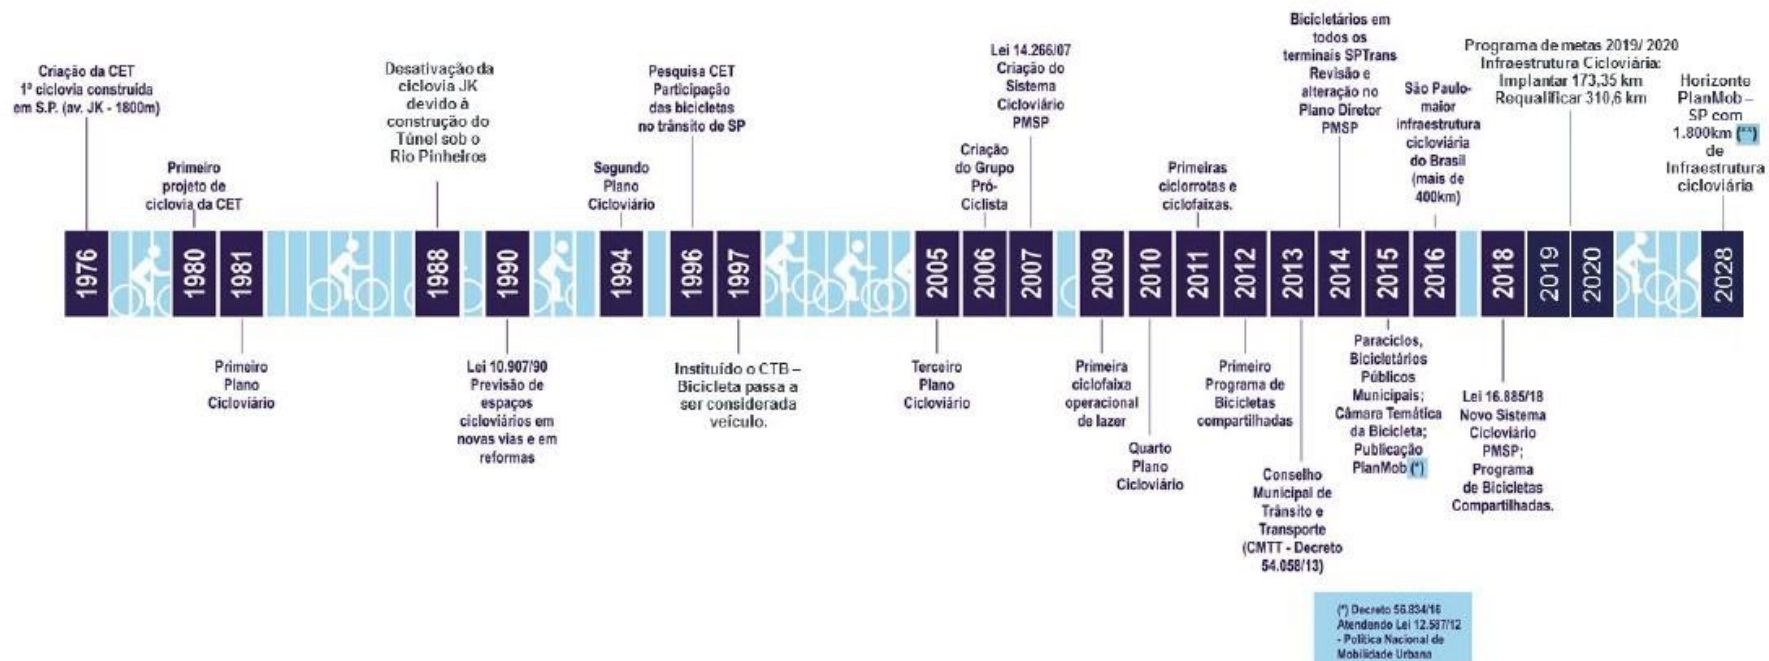 Criação da CET
1ª ciclovia construída
em S.P. (av. JK - 1800m)
Primeiro
projeto de
ciclovia da CET
Desativação da
ciclovia JK
devido à
construção do
Túnel sob o
Rio Pinheiros
Segundo
Plano
Cicloviário
Pesquisa CET
Participação
das bicicletas
no trânsito de SP
Criação
do Grupo
Pró-
Ciclista
Lei 14.266/07
Criação do
Sistema
Cicloviário
PMSP
Primeiras
ciclorrotas e
ciclofaixas.
Bicicletários em
todos os
terminais SPTrans
Revisão e
alteração no
Plano Diretor
PMSP
São Paulo-
maior
infraestrutura
cicloviária
do Brasil
(mais de
400km)
Programa de metas 2019/ 2020
Infraestrutura Cicloviária:
Implantar 173,35 km
Requalificar 310,6 km
Horizonte
PlanMob –
SP com
1.800km (**)
de
Infraestrutura
cicloviária
1976
1980
1981
1988
1990
1994
1996
1997
2005
2006
2007
2009
2010
2011
2012
2013
2014
2015
2016
2018
2019
2020
2028
Primeiro
Plano
Cicloviário
Lei 10.907/90
Previsão de
espaços
cicloviários em
novas vias e em
reformas
Instituído o CTB –
Bicicleta passa a
ser considerada
veículo.
Terceiro
Plano
Cicloviário
Primeira
ciclofaixa
operacional
de lazer
Quarto
Plano
Cicloviário
Primeiro
Programa de
Bicicletas
compartilhadas
Conselho
Municipal de
Trânsito e
Transporte
(CMTT - Decreto
54.058/13)
Paraciclos,
Bicicletários
Públicos
Municipais;
Câmara Temática
da Bicicleta;
Publicação
PlanMob (*)
Lei 16.885/18
Novo Sistema
Cicloviário
PMSP;
Programa
de Bicicletas
Compartilhadas.
(*) Decreto 56.834/16
Atendendo Lei 12.587/12
- Política Nacional de
Mobilidade Urbana